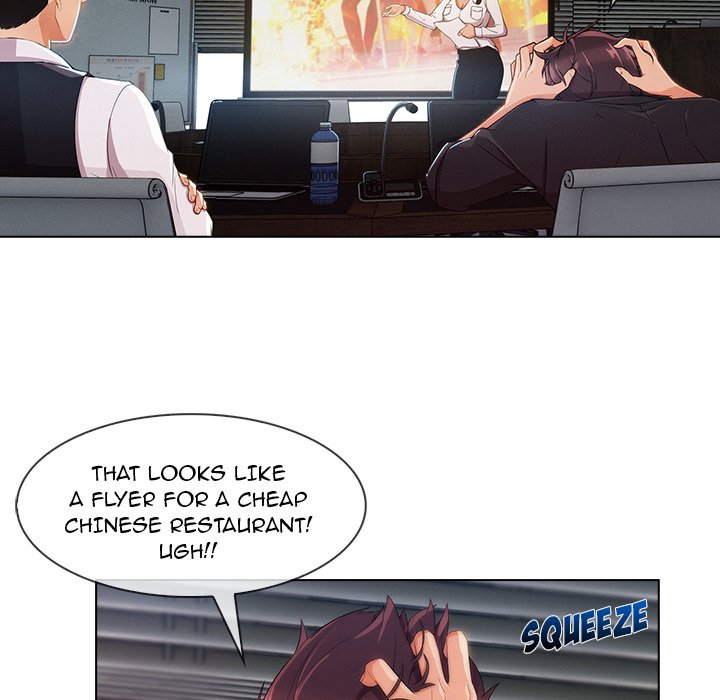 THAT LOOKS LIKE
A FLYER FOR A CHEAP
CHINESE RESTAURANT!
UGH!!
SQUEEZE